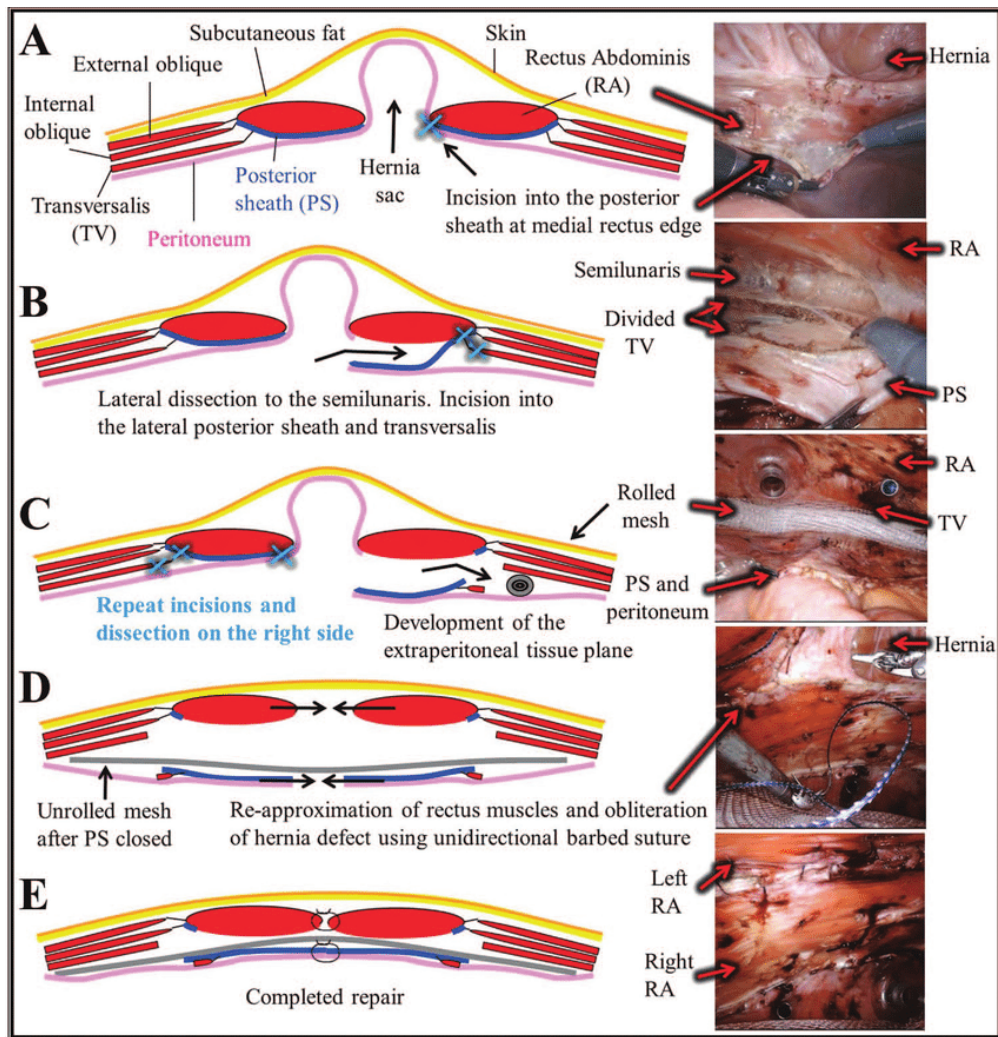 A
Subcutaneous fat
Skin
External oblique
Rectus Abdominis
(RA)
Hernia
Internal
oblique
Transversalis
(TV)
Peritoneum
Posterior
sheath (PS)
Hernia
sac
Incision into the posterior
sheath at medial rectus edge
B
Semilunaris
RA
Divided
TV
PS
Lateral dissection to the semilunaris. Incision into
the lateral posterior sheath and transversalis
C
Rolled
mesh
RA
TV
PS and
peritoneum
Repeat incisions and
dissection on the right side
Development of the
extraperitoneal tissue plane
D
Hernia
Unrolled mesh
after PS closed
Re-approximation of rectus muscles and obliteration
of hernia defect using unidirectional barbed suture
E
Left
RA
Right
RA
Completed repair